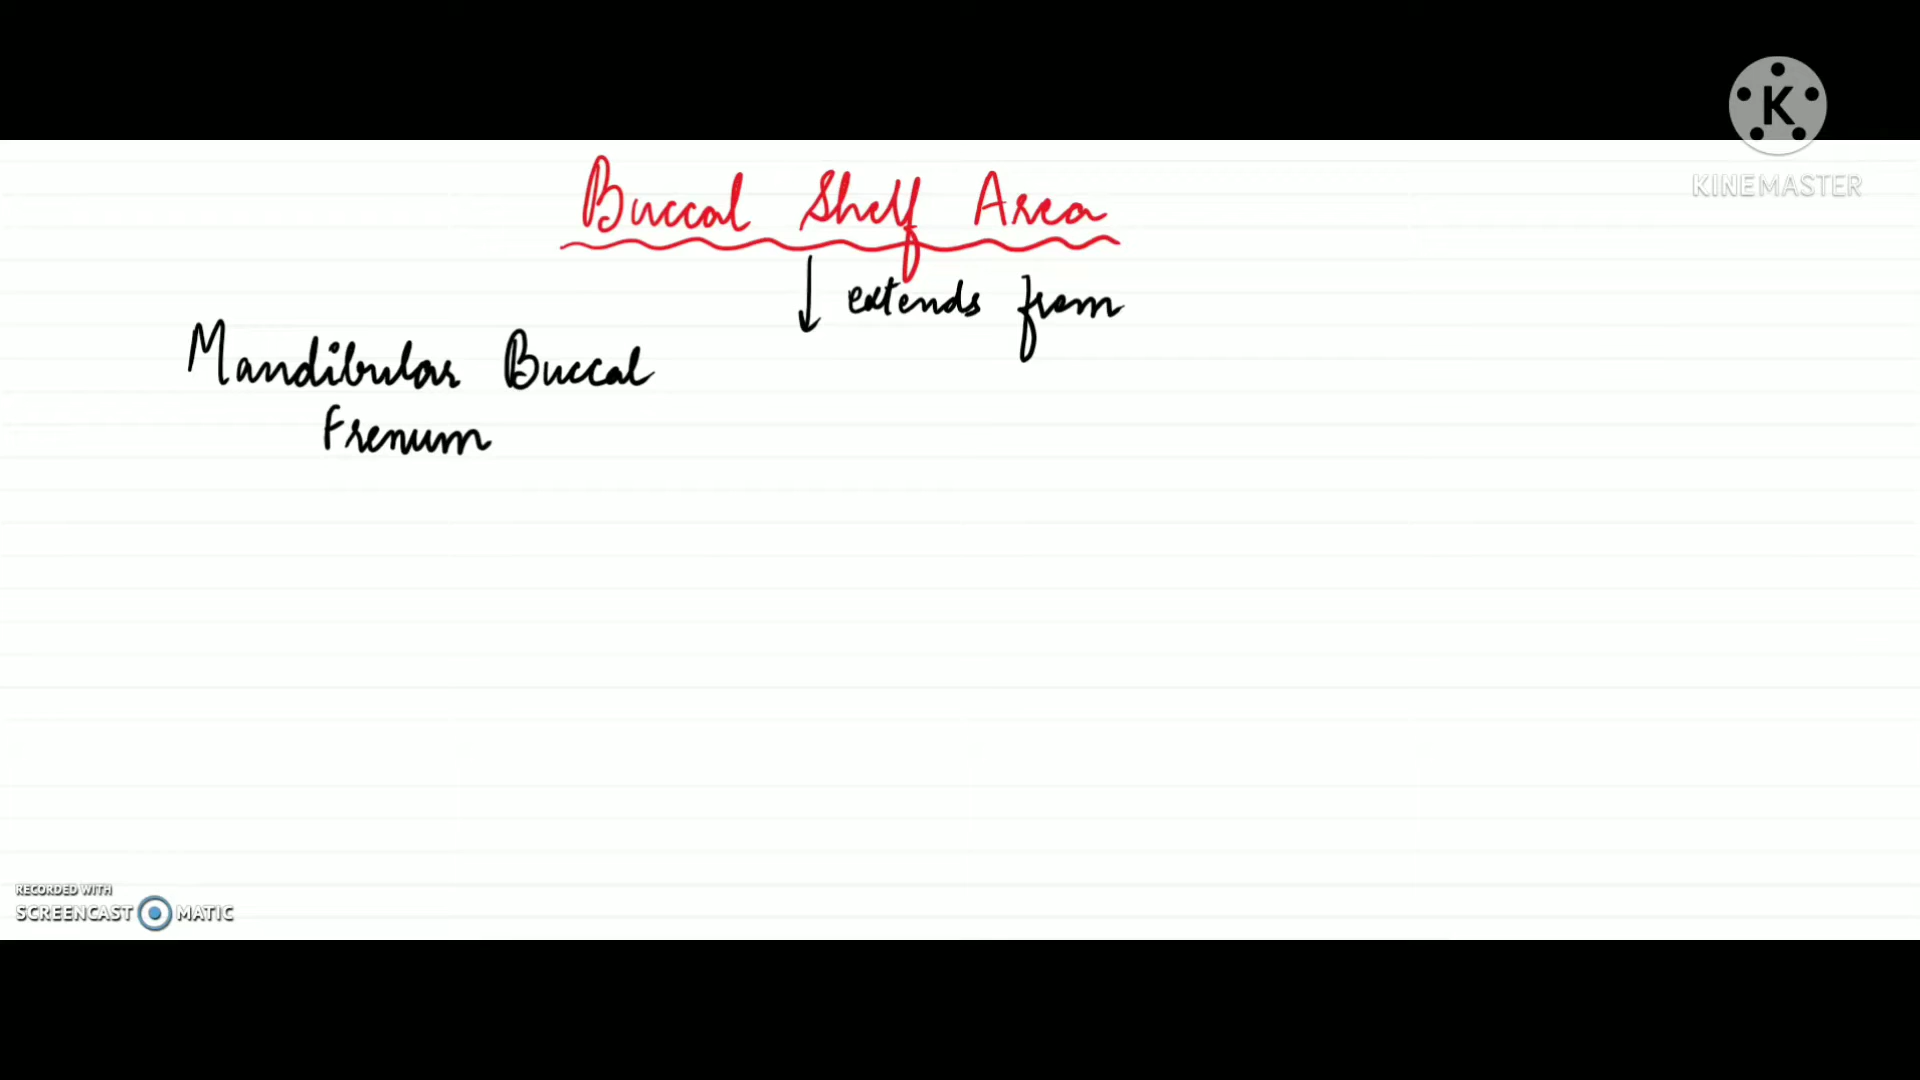 K
KINEMASTER
Buccal Shelf Area
extends from
Mandibular Buccal
Frenum
RECORDED WITH
SCREENCAST MATIC